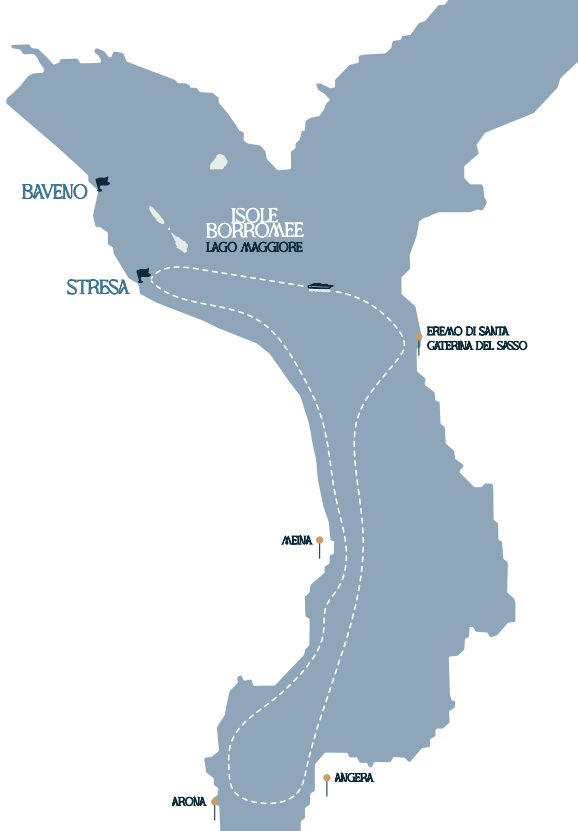 BAVENO
ISOLE
BORROMEE
LAGO MAGGIORE
STRESA
EREMO DI SANTA
CATERINA DEL SASSO
MEINA
ANGERA
ARONA